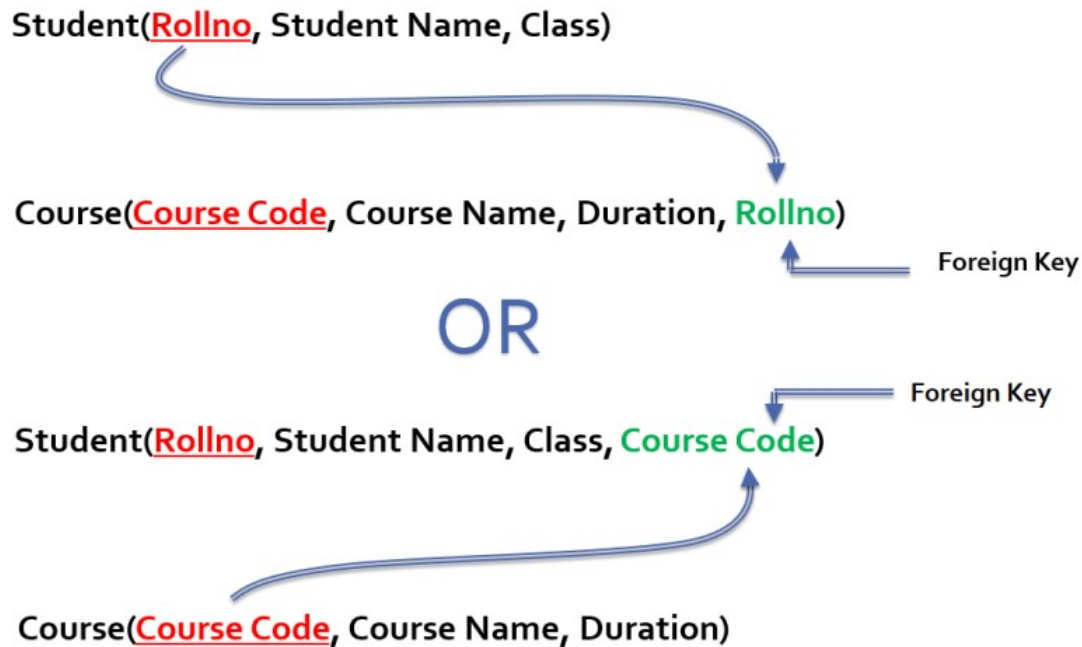 Student(Rollno, Student Name, Class)
Course(Course Code, Course Name, Duration, Rollno)
Foreign Key
OR
Foreign Key
Student(Rollno, Student Name, Class, Course Code)
Course(Course Code, Course Name, Duration)